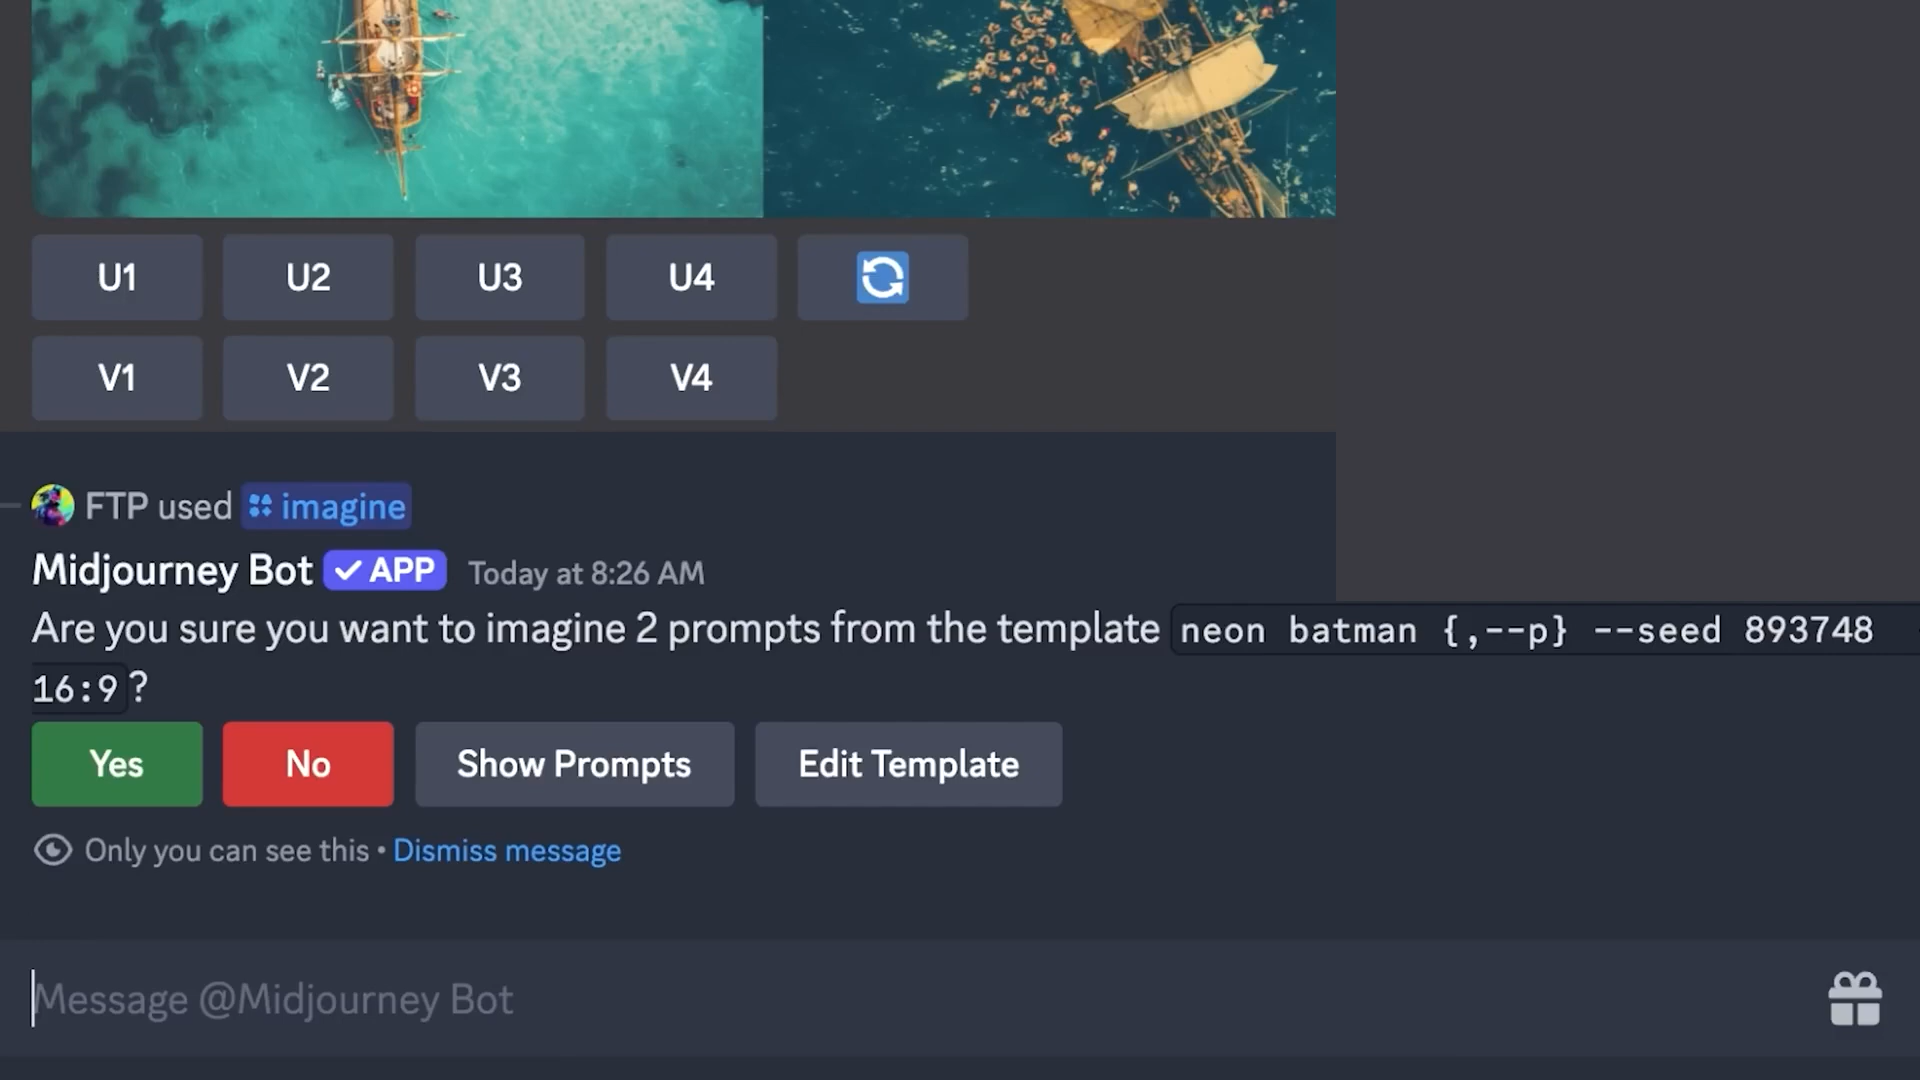 U1 U2 U3 U4
V1 V2 V3 V4
FTP used imagine
Midjourney Bot APP Today at 8:26 AM
Are you sure you want to imagine 2 prompts from the template neon batman {,--p} --seed 893748
16:9?
Yes No Show Prompts Edit Template
Only you can see this • Dismiss message
Message @Midjourney Bot